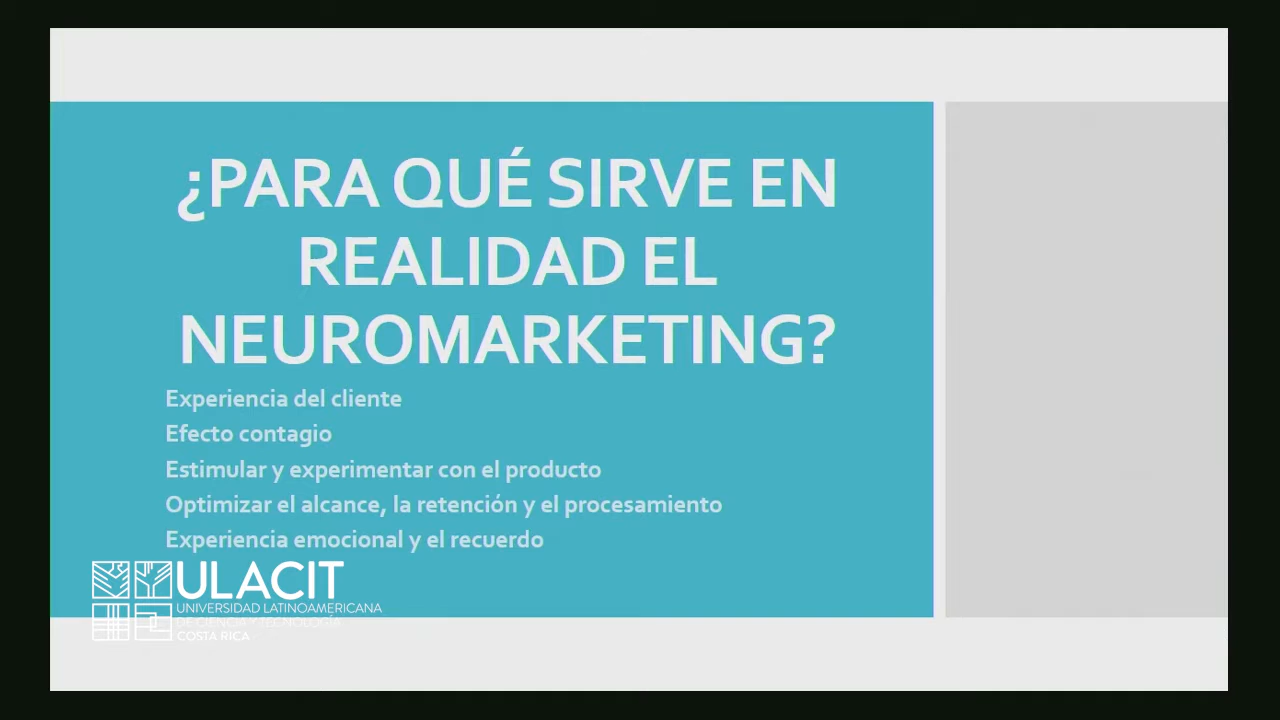 ¿PARA QUÉ SIRVE EN
REALIDAD EL
NEUROMARKETING?
Experiencia del cliente
Efecto contagio
Estimular y experimentar con el producto
Optimizar el alcance, la retención y el procesamiento
Experiencia emocional y el recuerdo
ULACIT
UNIVERSIDAD LATINOAMERICANA
DE CIENCIA Y TECNOLOGÍA
COSTA RICA